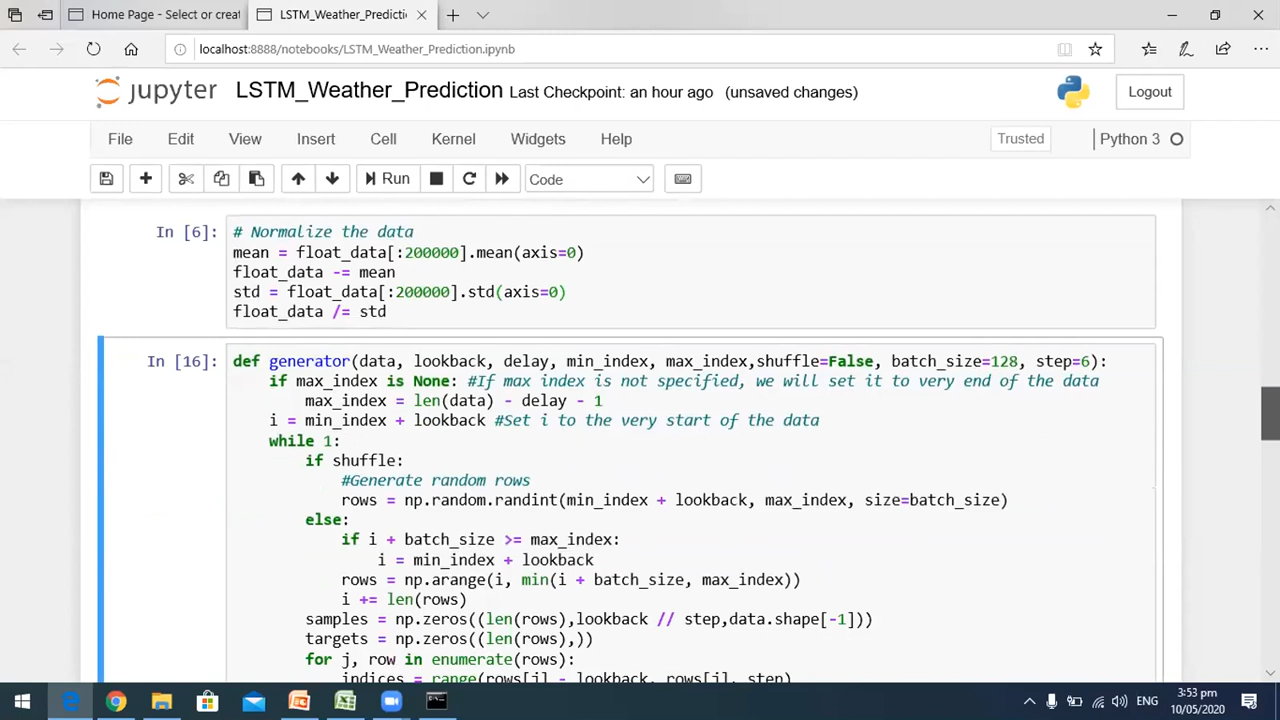 Home Page - Select or creat
LSTM_Weather_Predictic
localhost:8888/notebooks/LSTM_Weather_Prediction.ipynb
jupyter LSTM_Weather_Prediction Last Checkpoint: an hour ago (unsaved changes)
Logout
File Edit View Insert Cell Kernel Widgets Help
Trusted
Python 3
Run
Code
In [6]:
# Normalize the data
mean = float_data[:200000].mean(axis=0)
float_data -= mean
std = float_data[:200000].std(axis=0)
float_data /= std
In [16]:
def generator(data, lookback, delay, min_index, max_index,shuffle=False, batch_size=128, step=6):
if max_index is None: #If max index is not specified, we will set it to very end of the data
max_index = len(data) - delay - 1
i = min_index + lookback #Set i to the very start of the data
while 1:
if shuffle:
#Generate random rows
rows = np.random.randint(min_index + lookback, max_index, size=batch_size)
else:
if i + batch_size >= max_index:
i = min_index + lookback
rows = np.arange(i, min(i + batch_size, max_index))
i += len(rows)
samples = np.zeros((len(rows),lookback // step,data.shape[-1]))
targets = np.zeros((len(rows),))
for j, row in enumerate(rows):
indices = range(rows[j] - lookback, rows[j], step)
ENG
3:53 pm
10/05/2020